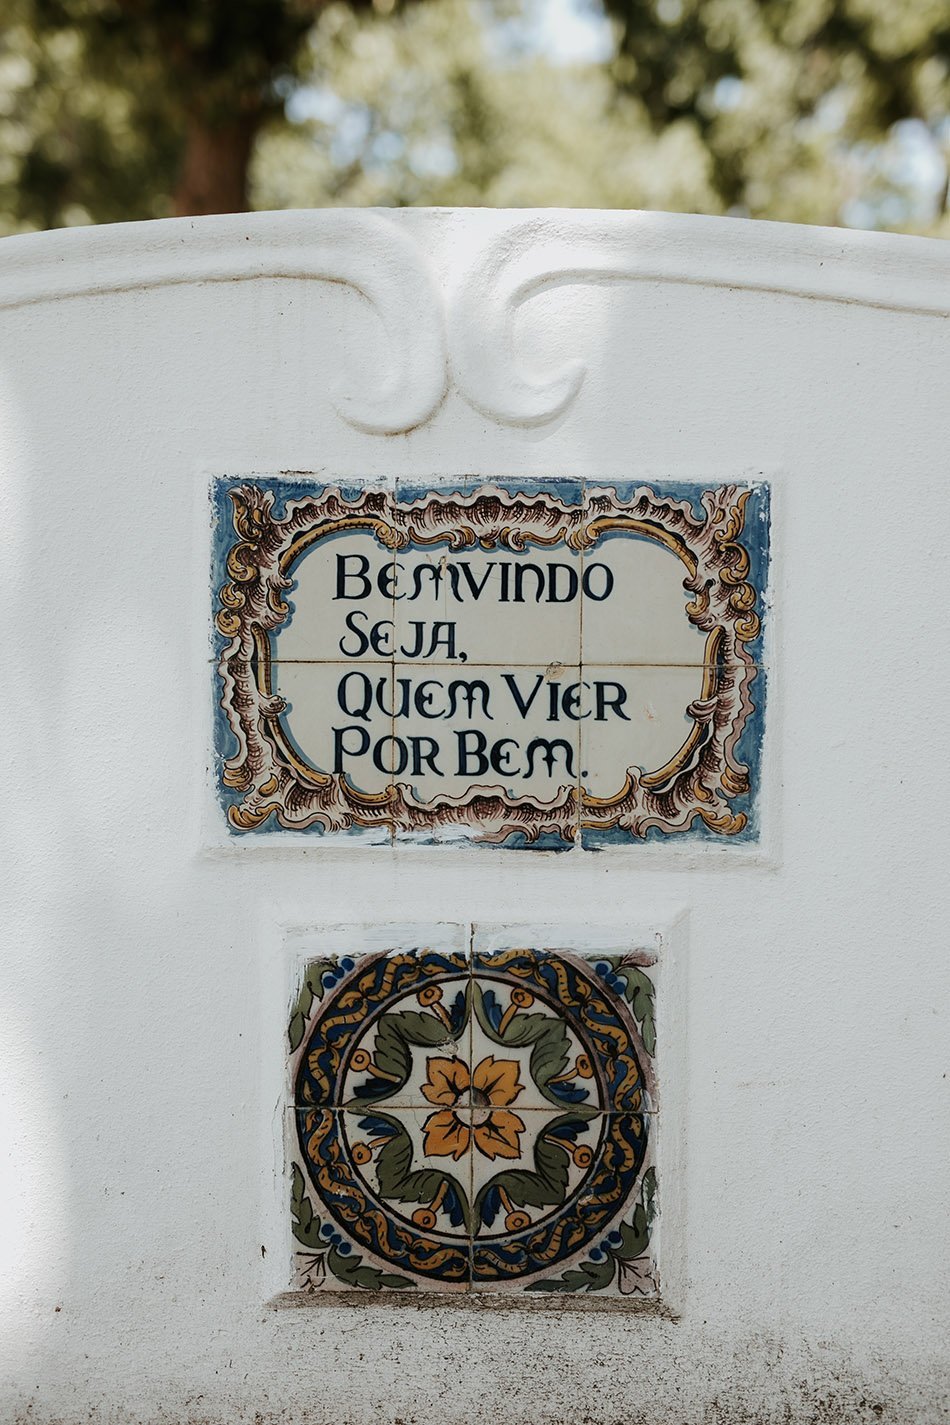 Bemvindo
Seja,
Quem Vier
Por Bem.